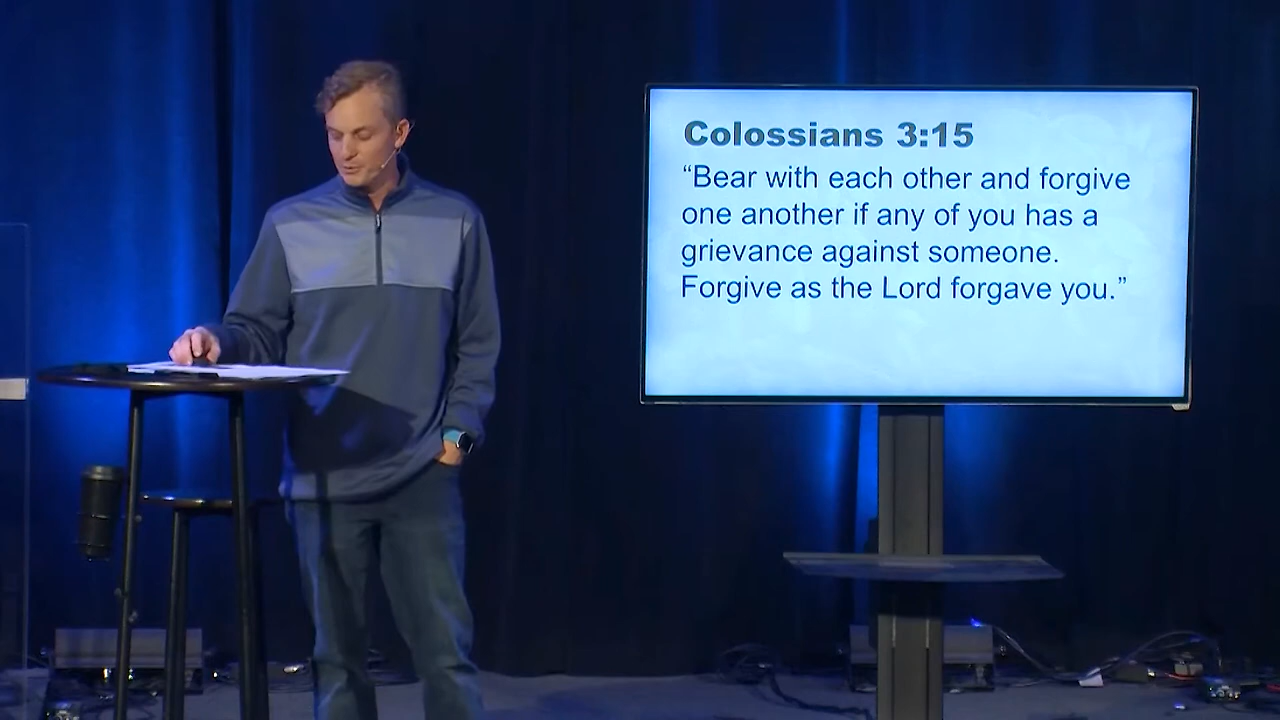 Colossians 3:15
“Bear with each other and forgive
one another if any of you has a
grievance against someone.
Forgive as the Lord forgave you.”